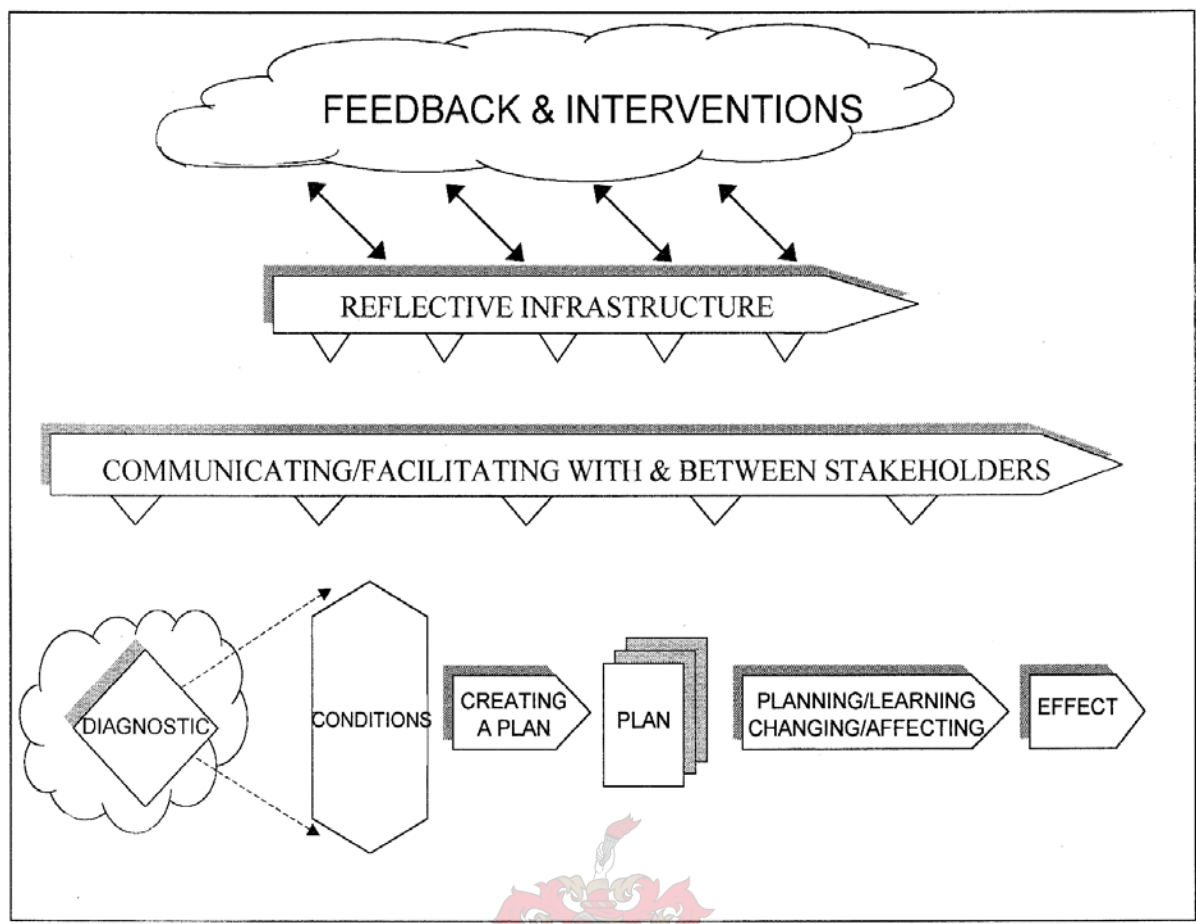 FEEDBACK & INTERVENTIONS
REFLECTIVE INFRASTRUCTURE
COMMUNICATING/FACILITATING WITH & BETWEEN STAKEHOLDERS
DIAGNOSTIC
CONDITIONS
CREATING
A PLAN
PLAN
PLANNING/LEARNING
CHANGING/AFFECTING
EFFECT